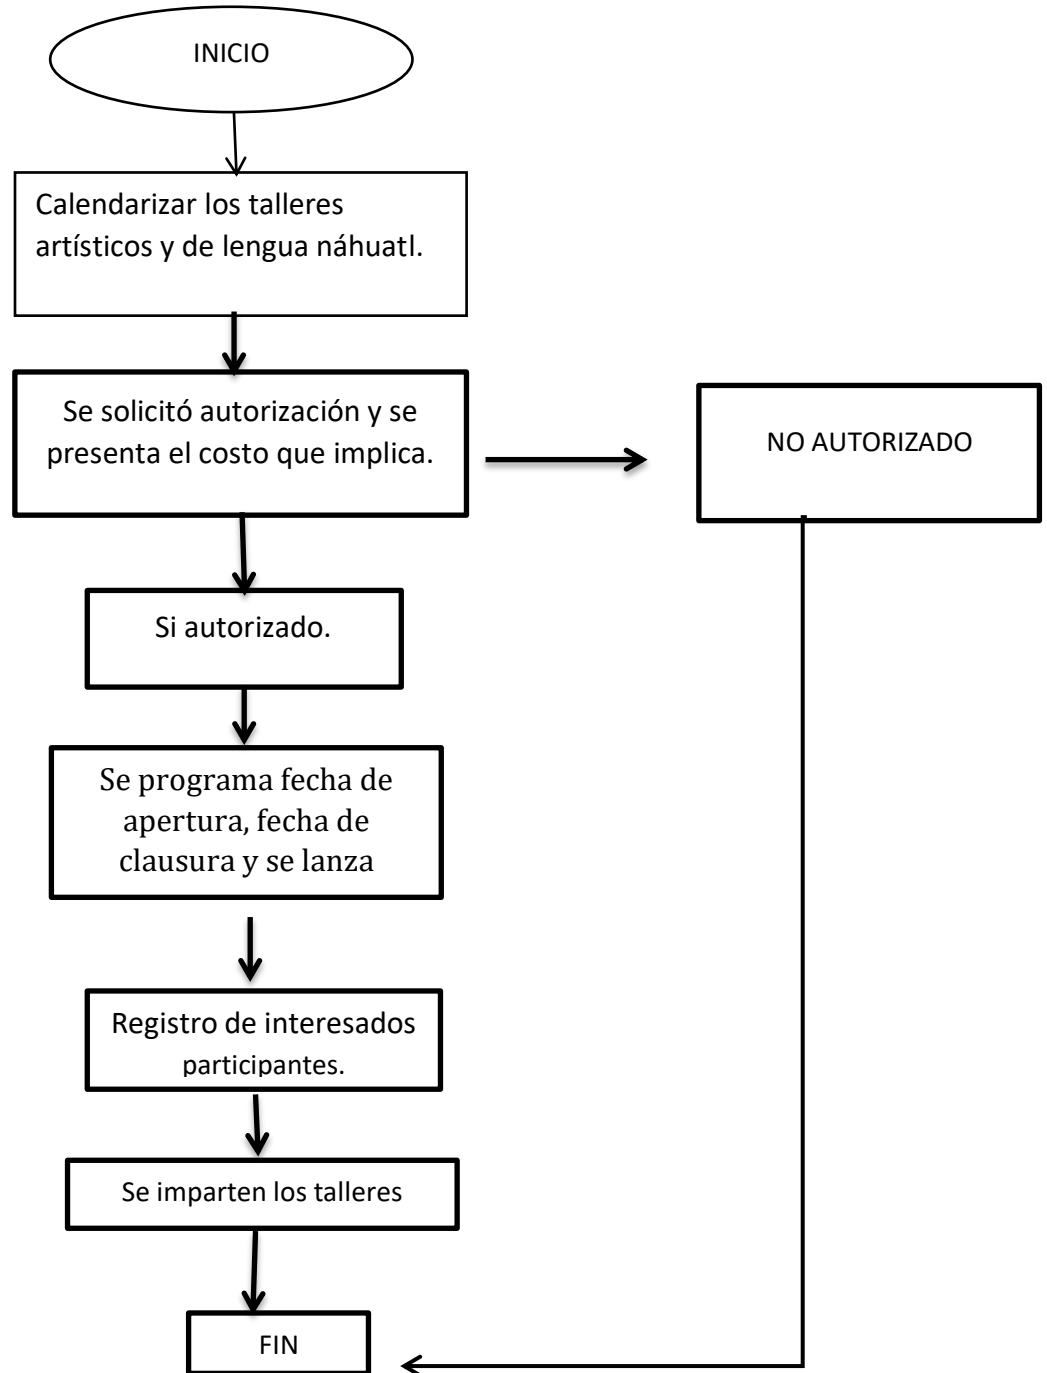 INICIO
Calendarizar los talleres
artísticos y de lengua náhuatl.
Se solicitó autorización y se
presenta el costo que implica.
NO AUTORIZADO
Si autorizado.
Se programa fecha de
apertura, fecha de
clausura y se lanza
Registro de interesados
participantes.
Se imparten los talleres
FIN